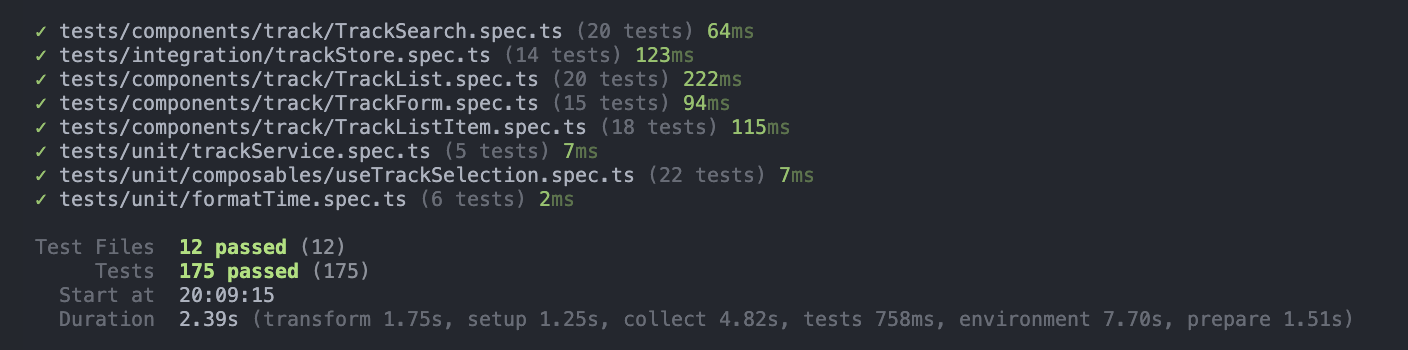 ✓ tests/components/track/TrackSearch.spec.ts (20 tests) 64ms
✓ tests/integration/trackStore.spec.ts (14 tests) 123ms
✓ tests/components/track/TrackList.spec.ts (20 tests) 222ms
✓ tests/components/track/TrackForm.spec.ts (15 tests) 94ms
✓ tests/components/track/TrackListItem.spec.ts (18 tests) 115ms
✓ tests/unit/trackService.spec.ts (5 tests) 7ms
✓ tests/unit/composables/useTrackSelection.spec.ts (22 tests) 7ms
✓ tests/unit/formatTime.spec.ts (6 tests) 2ms
Test Files 12 passed (12)
Tests 175 passed (175)
Start at 20:09:15
Duration 2.39s (transform 1.75s, setup 1.25s, collect 4.82s, tests 758ms, environment 7.70s, prepare 1.51s)